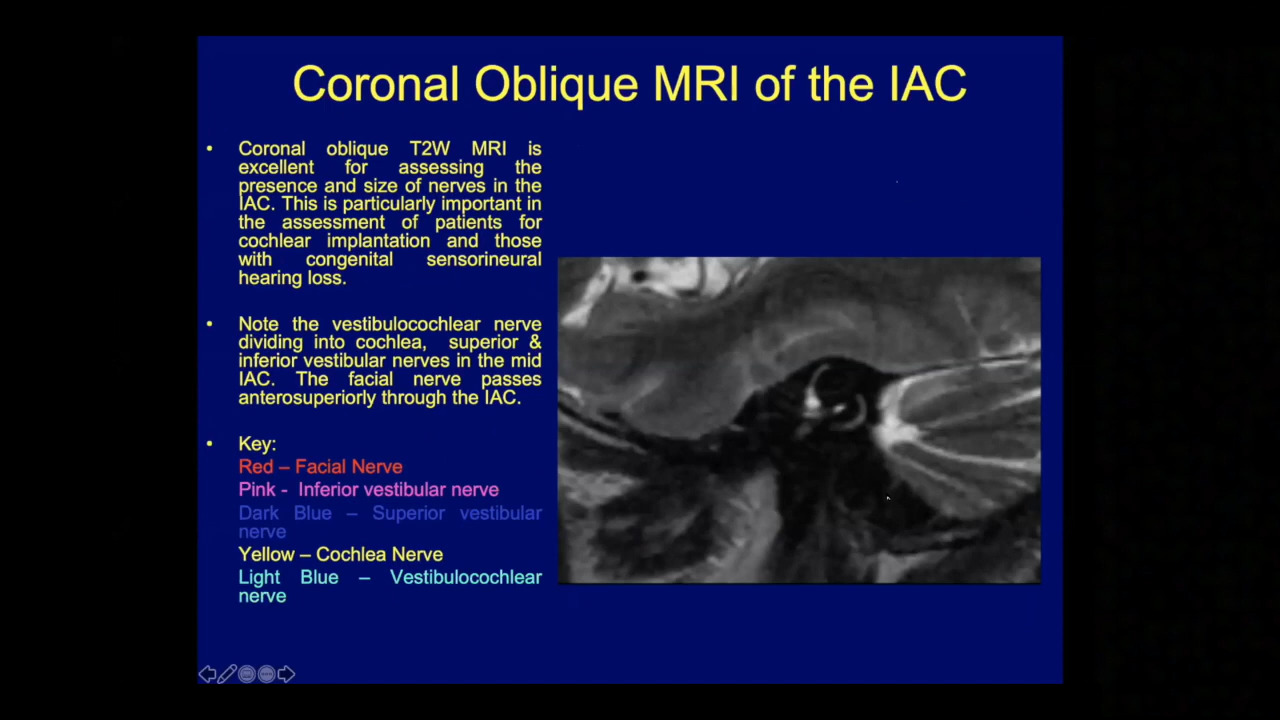 Coronal Oblique MRI of the IAC
• Coronal oblique T2W MRI is
excellent for assessing the
presence and size of nerves in the
IAC. This is particularly important in
the assessment of patients for
cochlear implantation and those
with congenital sensorineural
hearing loss.
• Note the vestibulocochlear nerve
dividing into cochlea, superior &
inferior vestibular nerves in the mid
IAC. The facial nerve passes
anterosuperiorly through the IAC.
• Key:
Red – Facial Nerve
Pink - Inferior vestibular nerve
Dark Blue – Superior vestibular
nerve
Yellow – Cochlea Nerve
Light Blue – Vestibulocochlear
nerve